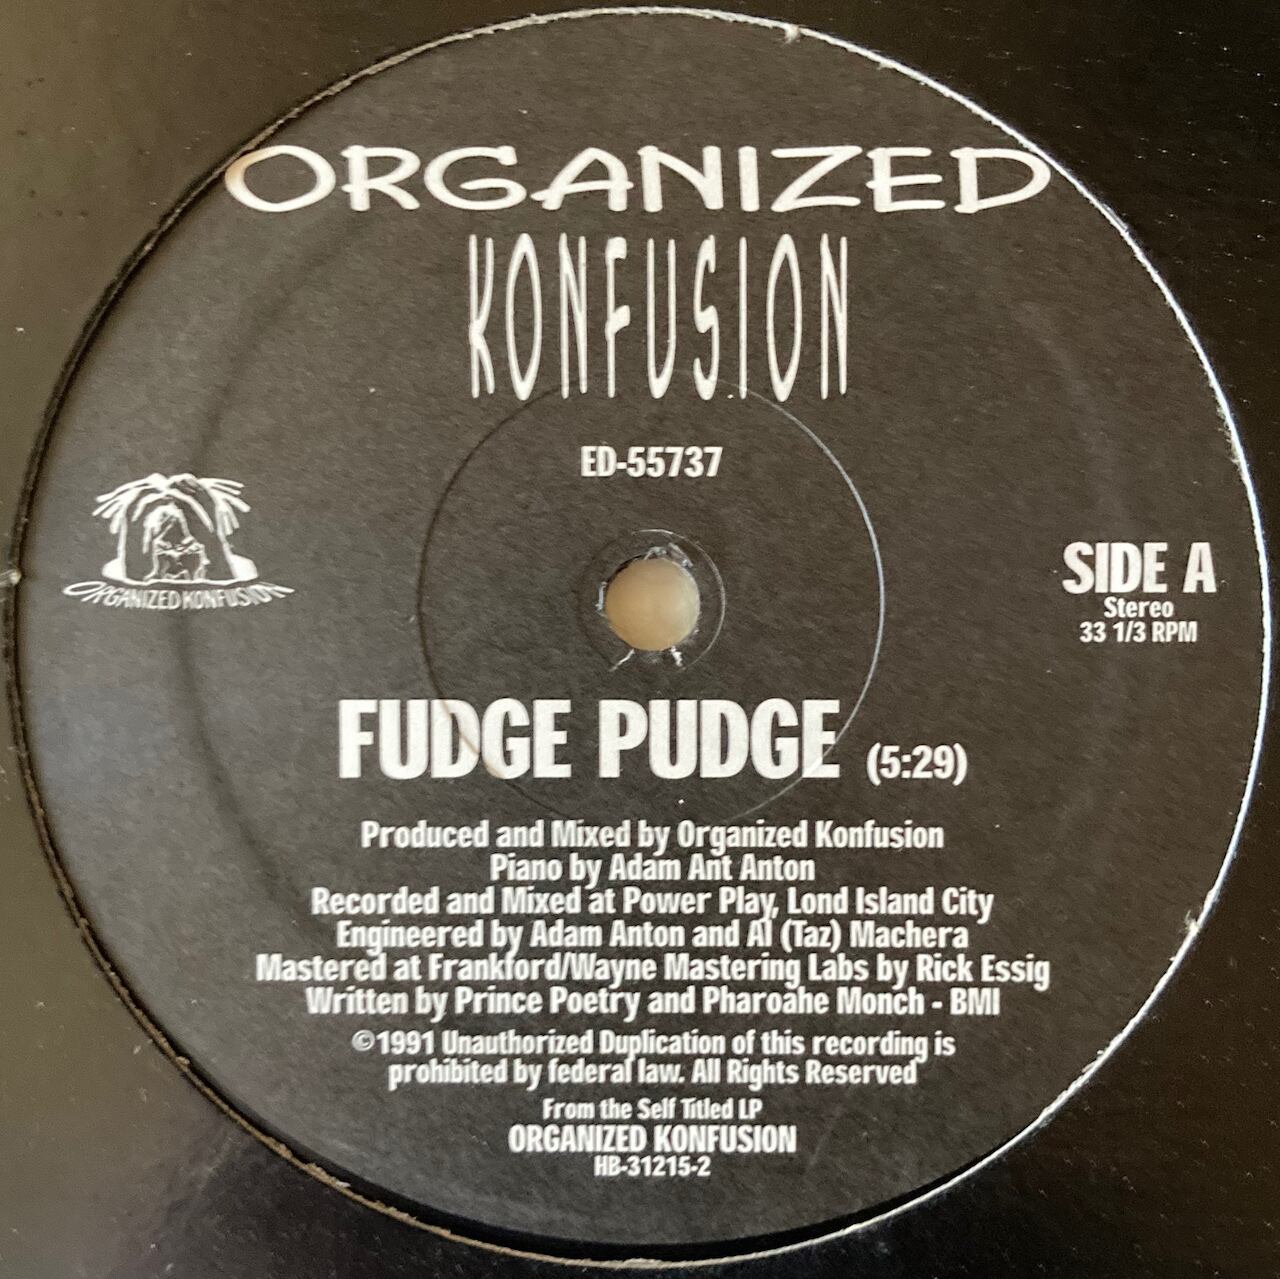 ORGANIZED
KONFUSION
ED-55737
ORGANIZED KONFUSION
SIDE A
Stereo
33 1/3 RPM
FUDGE PUDGE (5:29)
Produced and Mixed by Organized Konfusion
Piano by Adam Ant Anton
Recorded and Mixed at Power Play, Lond Island City
Engineered by Adam Anton and Al (Taz) Machera
Mastered at Frankford/Wayne Mastering Labs by Rick Essig
Written by Prince Poetry and Pharoahe Monch - BMI
©1991 Unauthorized Duplication of this recording is
prohibited by federal law. All Rights Reserved
From the Self Titled LP
ORGANIZED KONFUSION
HB-31215-2